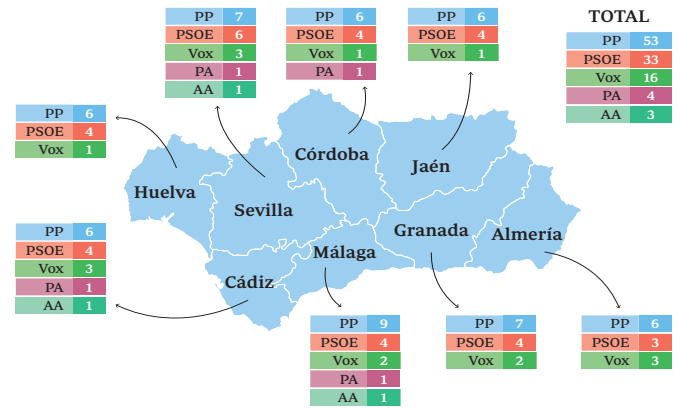 PP 7
PSOE 6
Vox 3
PA 1
AA 1
PP 6
PSOE 4
Vox 1
PA 1
PP 6
PSOE 4
Vox 1
TOTAL
PP 53
PSOE 33
Vox 16
PA 4
AA 3
PP 6
PSOE 4
Vox 1
Córdoba
Jaén
Huelva
Sevilla
Granada
Almería
Málaga
Cádiz
PP 6
PSOE 4
Vox 3
PA 1
AA 1
PP 9
PSOE 4
Vox 2
PA 1
AA 1
PP 7
PSOE 4
Vox 2
PP 6
PSOE 3
Vox 3